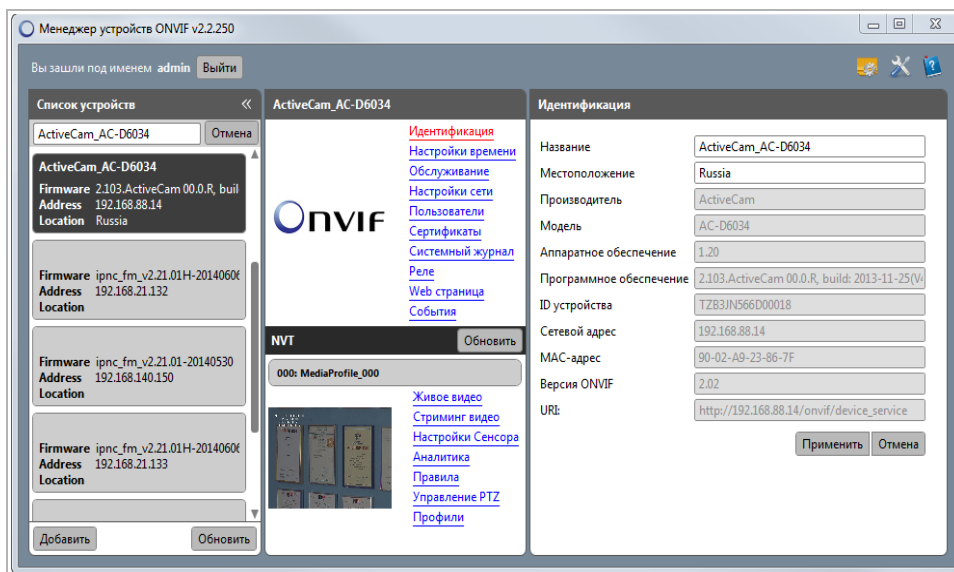 Менеджер устройств ONVIF v2.2.250
Вы зашли под именем admin Выйти
Список устройств «
ActiveCam_AC-D6034 Отмена
ActiveCam_AC-D6034
Firmware 2.103.ActiveCam 00.0.R, buil
Address 192.168.88.14
Location Russia
Firmware ipnc_fm_v2.21.01H-20140606
Address 192.168.21.132
Location
Firmware ipnc_fm_v2.21.01-20140530
Address 192.168.140.150
Location
Firmware ipnc_fm_v2.21.01H-20140606
Address 192.168.21.133
Location
Добавить Обновить
ActiveCam_AC-D6034
ONVIF
Идентификация
Настройки времени
Обслуживание
Настройки сети
Пользователи
Сертификаты
Системный журнал
Реле
Web страница
События
NVT Обновить
000: MediaProfile_000
Живое видео
Стриминг видео
Настройки Сенсора
Аналитика
Правила
Управление PTZ
Профили
Идентификация
Название ActiveCam_AC-D6034
Местоположение Russia
Производитель ActiveCam
Модель AC-D6034
Аппаратное обеспечение 1.20
Программное обеспечение 2.103.ActiveCam 00.0.R, build: 2013-11-25(V4
ID устройства TZB3JN566D00018
Сетевой адрес 192.168.88.14
MAC-адрес 90-02-A9-23-86-7F
Версия ONVIF 2.02
URI: http://192.168.88.14/onvif/device_service
Применить Отмена